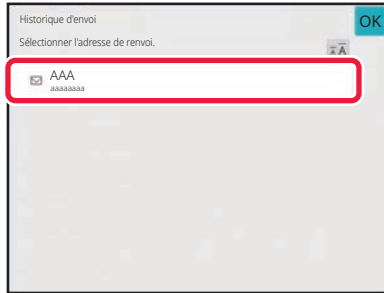 Historique d'envoi
OK
Sélectionner l'adresse de renvoi.
AAA
aaaaaaaa